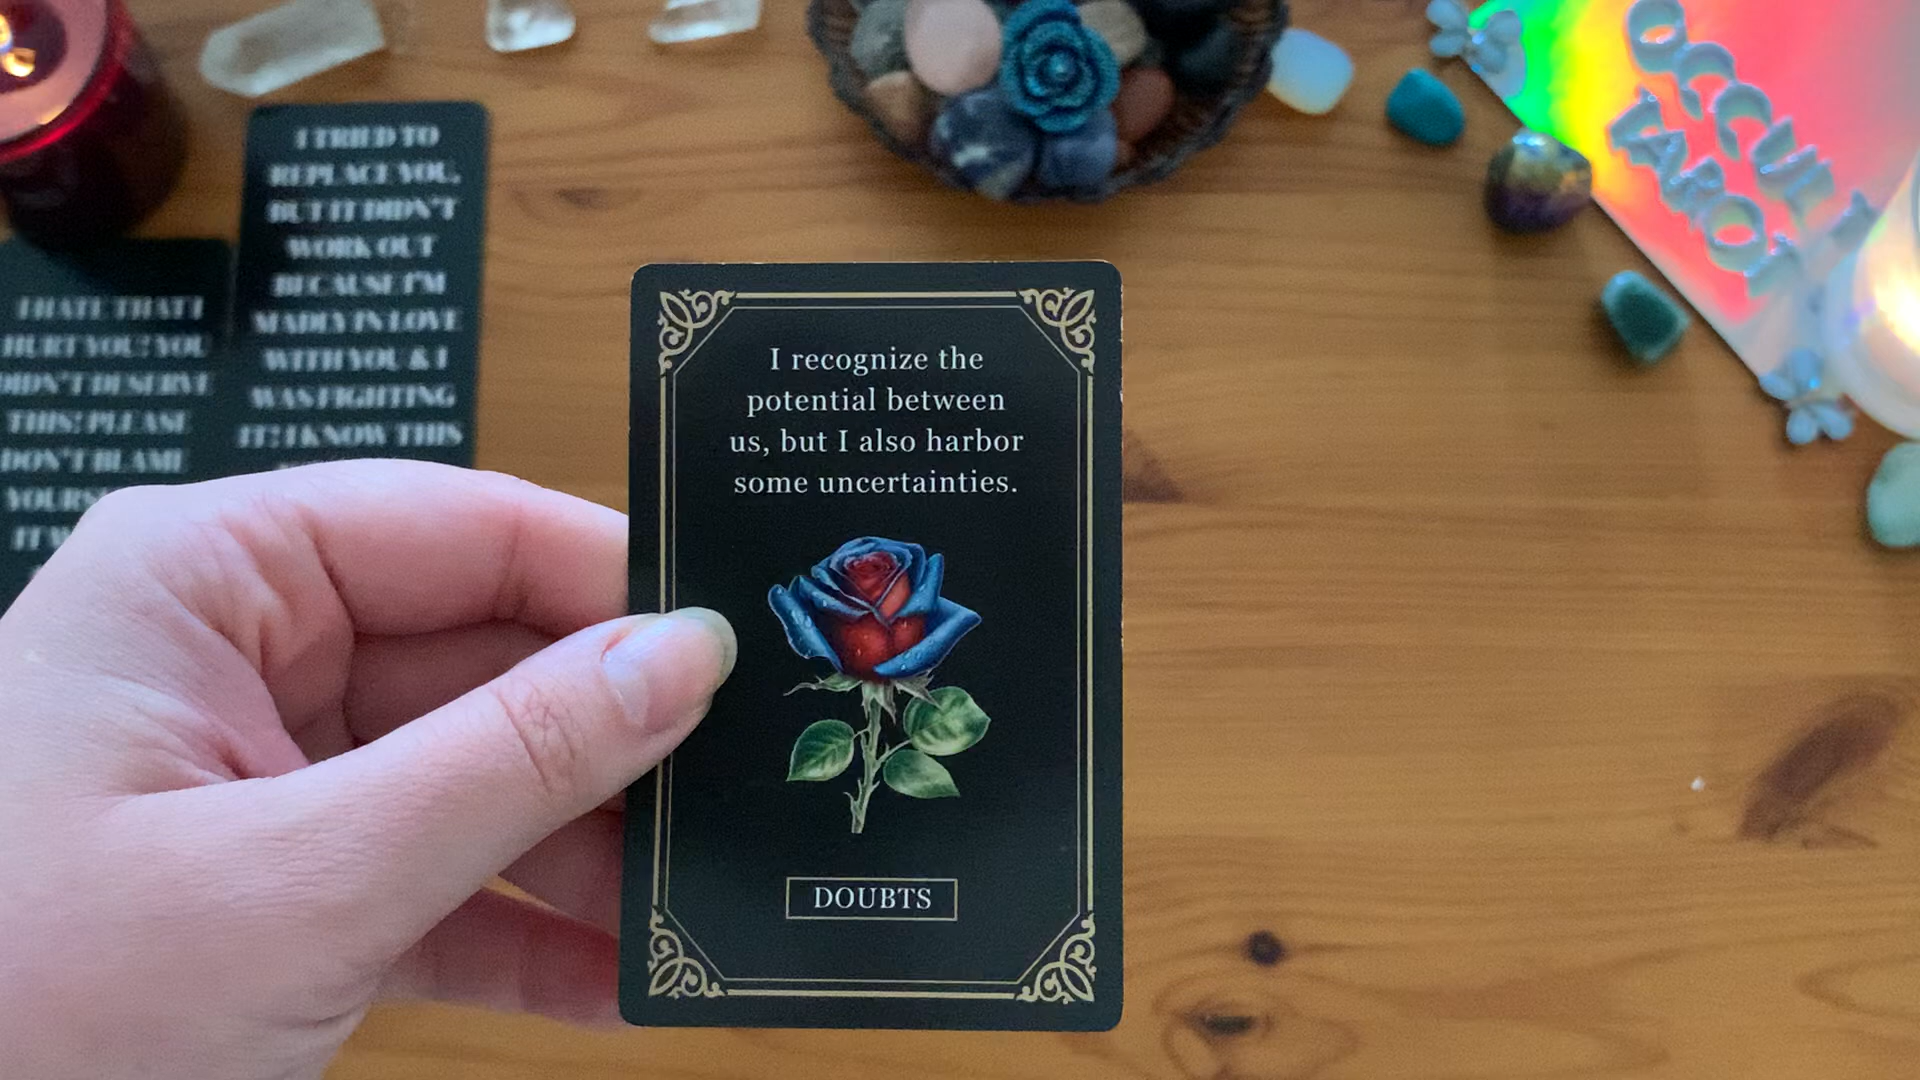 I TRIED TO
REPLACE YOU,
BUT IT DIDN'T
WORK OUT
BECAUSE I'M
MADLY IN LOVE
WITH YOU & I
WAS FIGHTING
IT! I KNOW THIS
I HATE THAT I
HURT YOU! YOU
DIDN'T DESERVE
THIS! PLEASE
DON'T BLAME
I recognize the
potential between
us, but I also harbor
some uncertainties.
DOUBTS
OCCULT
TAROT